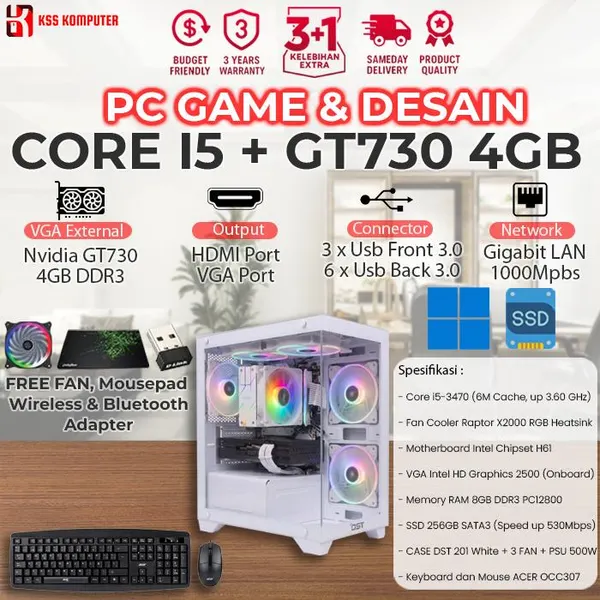 KSS KOMPUTER
BUDGET
FRIENDLY
3
3 YEARS
WARRANTY
3+1
KELEBIHAN
EXTRA
SAMEDAY
DELIVERY
PRODUCT
QUALITY
PC GAME & DESAIN
CORE I5 + GT730 4GB
VGA External
Nvidia GT730
4GB DDR3
Output
HDMI Port
VGA Port
Connector
3 x Usb Front 3.0
6 x Usb Back 3.0
Network
Gigabit LAN
1000Mpbs
SSD
FREE FAN, Mousepad
Wireless & Bluetooth
Adapter
Spesifikasi :
- Core i5-3470 (6M Cache, up 3.60 GHz)
- Fan Cooler Raptor X2000 RGB Heatsink
- Motherboard Intel Chipset H61
- VGA Intel HD Graphics 2500 (Onboard)
- Memory RAM 8GB DDR3 PC12800
- SSD 256GB SATA3 (Speed up 530Mbps)
- CASE DST 201 White + 3 FAN + PSU 500W
- Keyboard dan Mouse ACER OCC307
DST